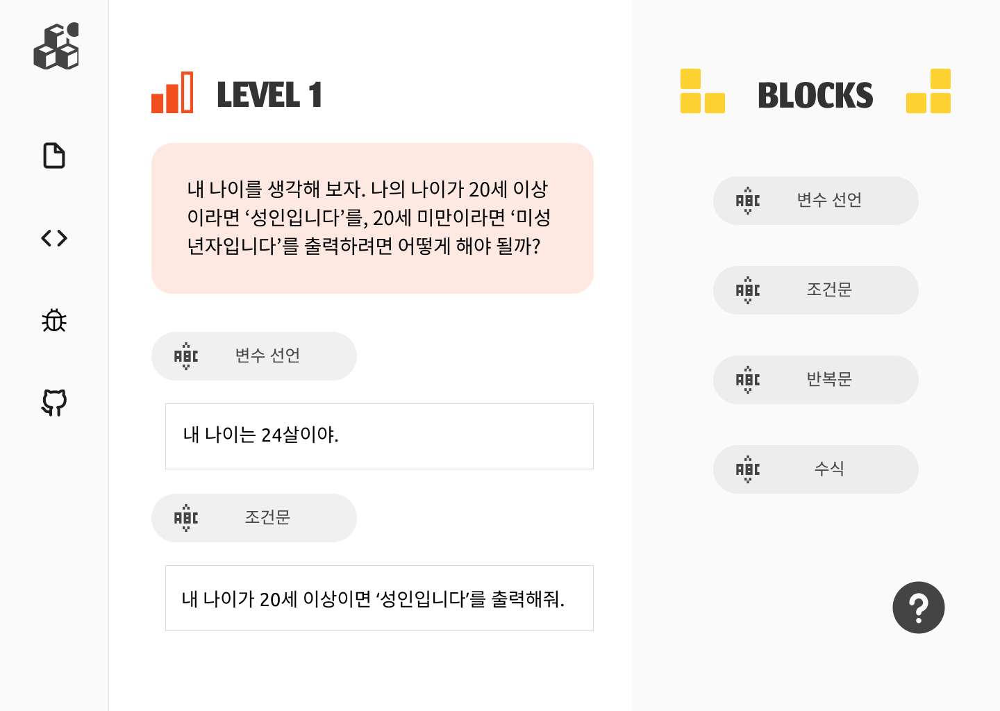 LEVEL 1
내 나이를 생각해 보자. 나의 나이가 20세 이상
이라면 ‘성인입니다’를, 20세 미만이라면 ‘미성
년자입니다’를 출력하려면 어떻게 해야 될까?
ABC 변수 선언
내 나이는 24살이야.
ABC 조건문
내 나이가 20세 이상이면 ‘성인입니다’를 출력해줘.
BLOCKS
ABC 변수 선언
ABC 조건문
ABC 반복문
ABC 수식
?